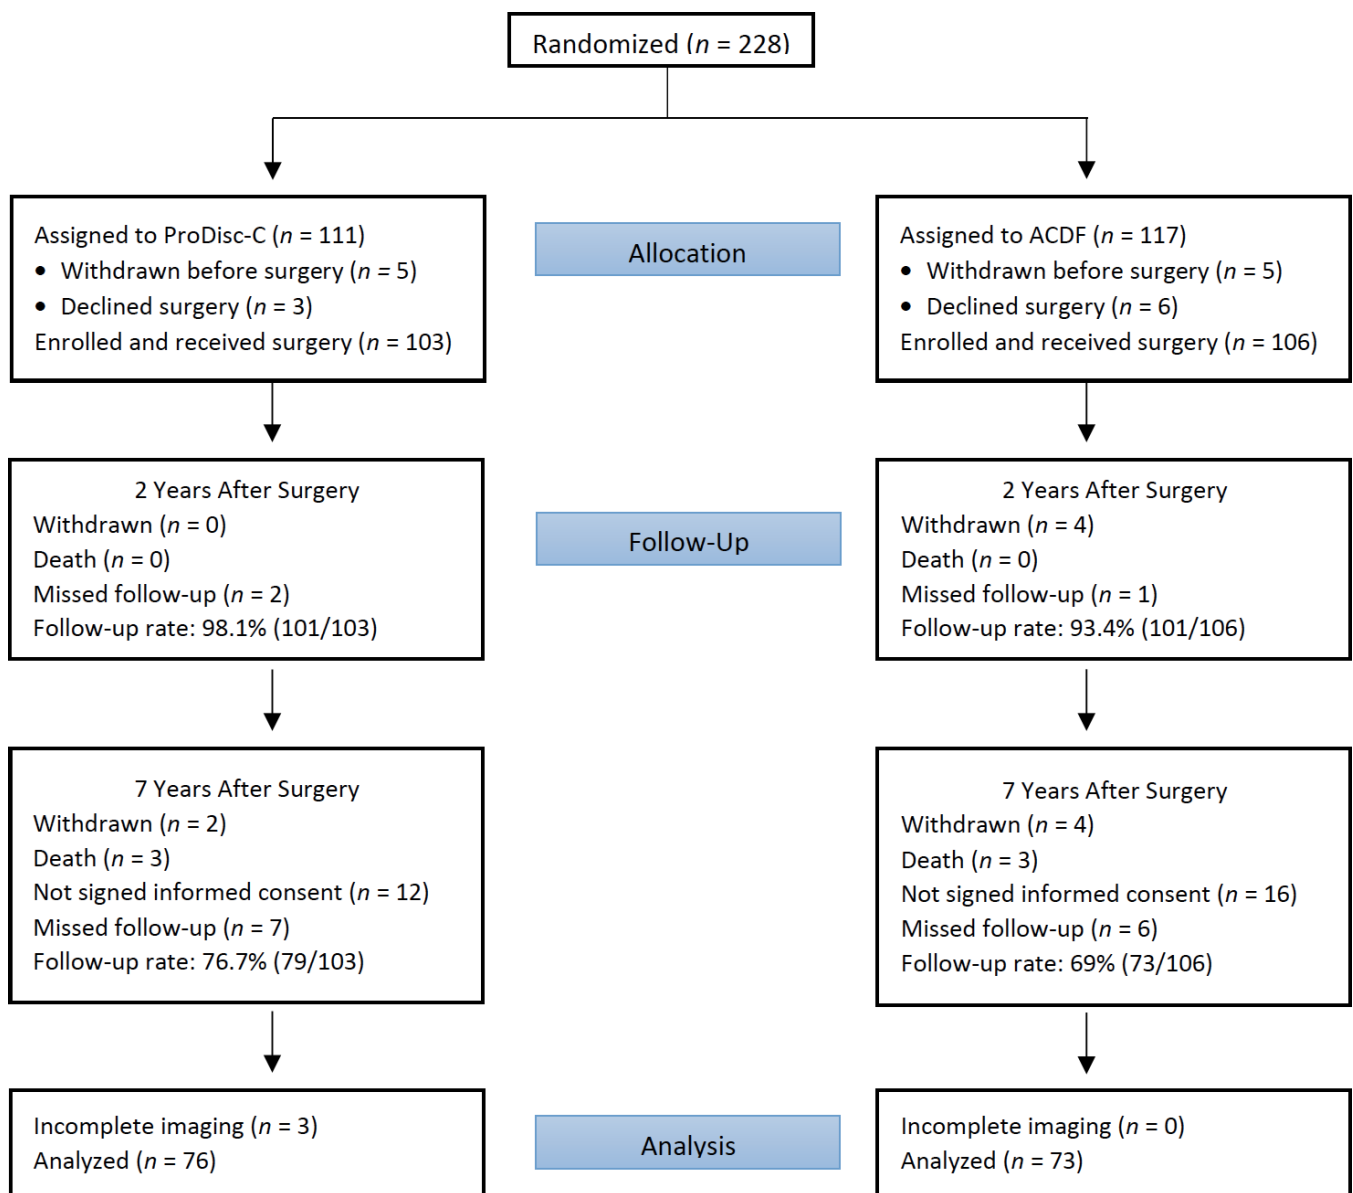 Randomized (n = 228)
Assigned to ProDisc-C (n = 111)
• Withdrawn before surgery (n = 5)
• Declined surgery (n = 3)
Enrolled and received surgery (n = 103)
Allocation
Assigned to ACDF (n = 117)
• Withdrawn before surgery (n = 5)
• Declined surgery (n = 6)
Enrolled and received surgery (n = 106)
2 Years After Surgery
Withdrawn (n = 0)
Death (n = 0)
Missed follow-up (n = 2)
Follow-up rate: 98.1% (101/103)
Follow-Up
2 Years After Surgery
Withdrawn (n = 4)
Death (n = 0)
Missed follow-up (n = 1)
Follow-up rate: 93.4% (101/106)
7 Years After Surgery
Withdrawn (n = 2)
Death (n = 3)
Not signed informed consent (n = 12)
Missed follow-up (n = 7)
Follow-up rate: 76.7% (79/103)
7 Years After Surgery
Withdrawn (n = 4)
Death (n = 3)
Not signed informed consent (n = 16)
Missed follow-up (n = 6)
Follow-up rate: 69% (73/106)
Incomplete imaging (n = 3)
Analyzed (n = 76)
Analysis
Incomplete imaging (n = 0)
Analyzed (n = 73)